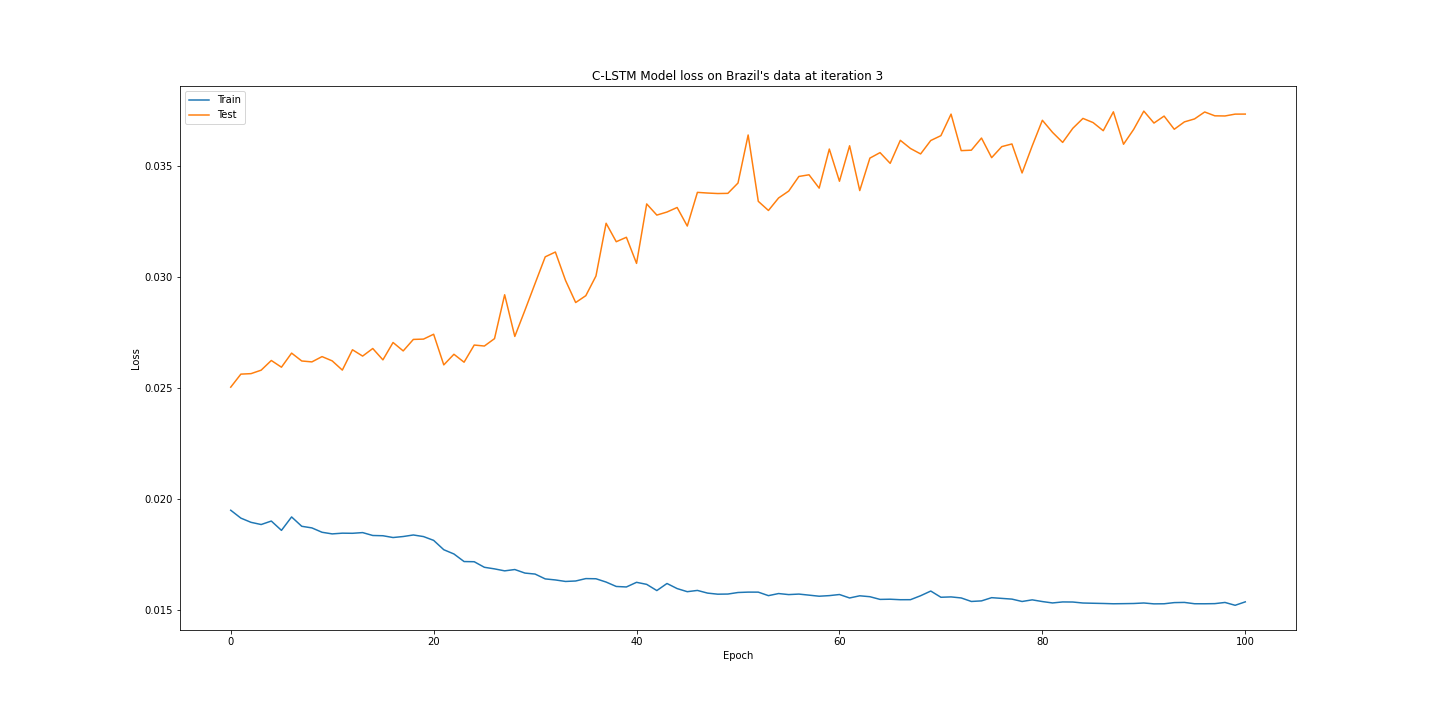 C-LSTM Model loss on Brazil's data at iteration 3
Train
Test
0.035
0.030
0.025
0.020
0.015
Loss
0 20 40 60 80 100
Epoch